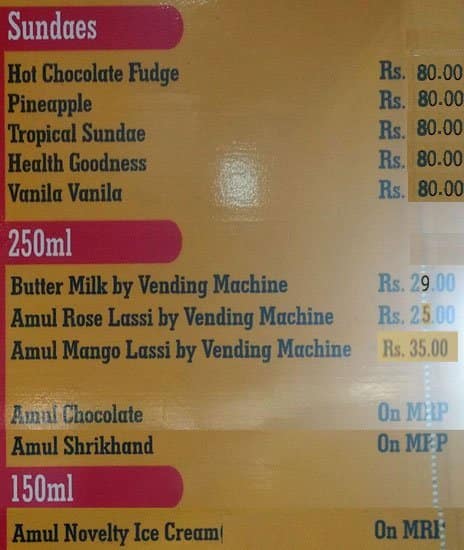 Sundaes
Hot Chocolate Fudge Rs. 80.00
Pineapple Rs. 80.00
Tropical Sundae Rs. 80.00
Health Goodness Rs. 80.00
Vanila Vanila Rs. 80.00
250ml
Butter Milk by Vending Machine Rs. 29.00
Amul Rose Lassi by Vending Machine Rs. 25.00
Amul Mango Lassi by Vending Machine Rs. 35.00
Amul Chocolate On MRP
Amul Shrikhand On MRP
150ml
Amul Novelty Ice Cream On MRP